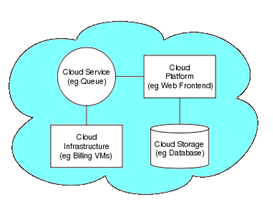 Cloud Service
(eg Queue)
Cloud
Platform
(eg Web Frontend)
Cloud
Infrastructure
(eg Billing VMs)
Cloud Storage
(eg Database)